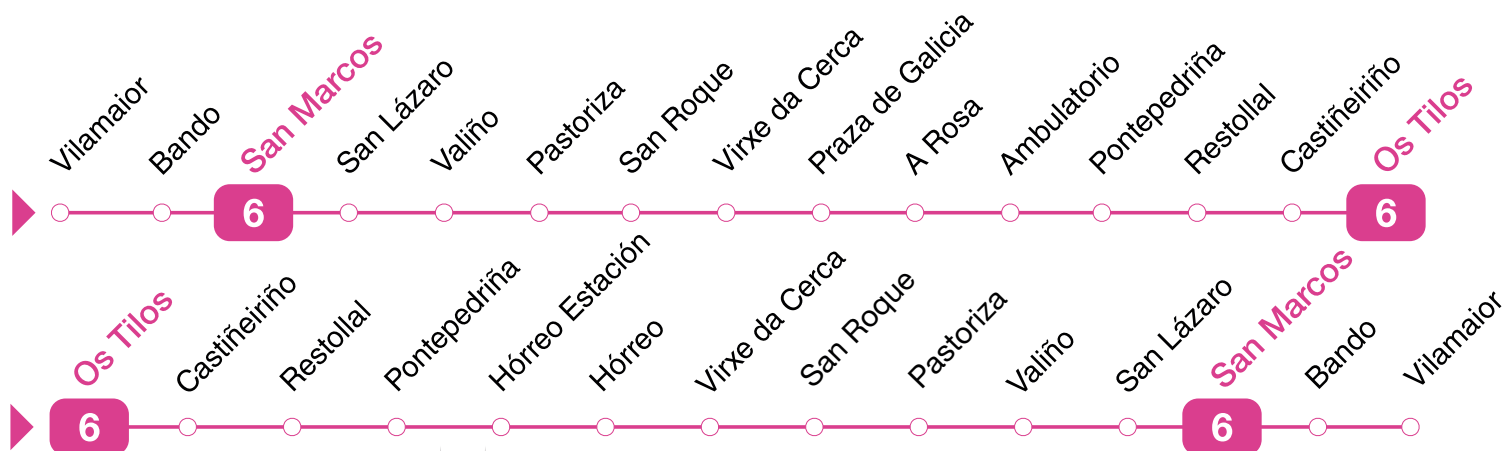 Vilamaior
Bando
San Marcos
San Lázaro
Valiño
Pastoriza
San Roque
Virxe da Cerca
Praza de Galicia
A Rosa
Ambulatorio
Pontepedriña
Restollal
Castiñeiriño
Os Tilos
6
6
Os Tilos
Castiñeiriño
Restollal
Pontepedriña
Hórreo Estación
Hórreo
Virxe da Cerca
San Roque
Pastoriza
Valiño
San Lázaro
San Marcos
Bando
Vilamaior
6
6